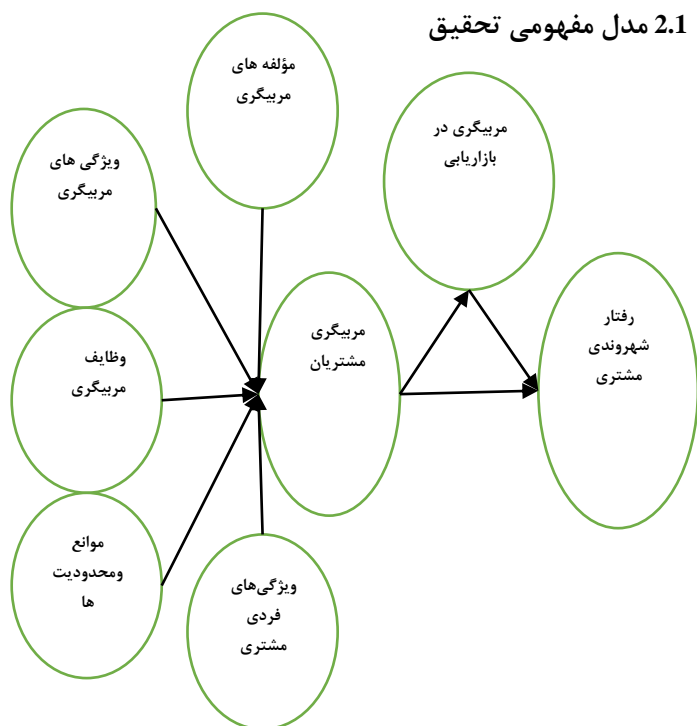 2.1 مدل مفهومی تحقیق
مؤلفه های
مربیگری
مربیگری در
بازاریابی
ویژگی های
مربیگری
رفتار
شهروندی
مشتری
مربیگری
مشتریان
وظایف
مربیگری
موانع
ومحدودیت
ها
ویژگی‌های
فردی
مشتری